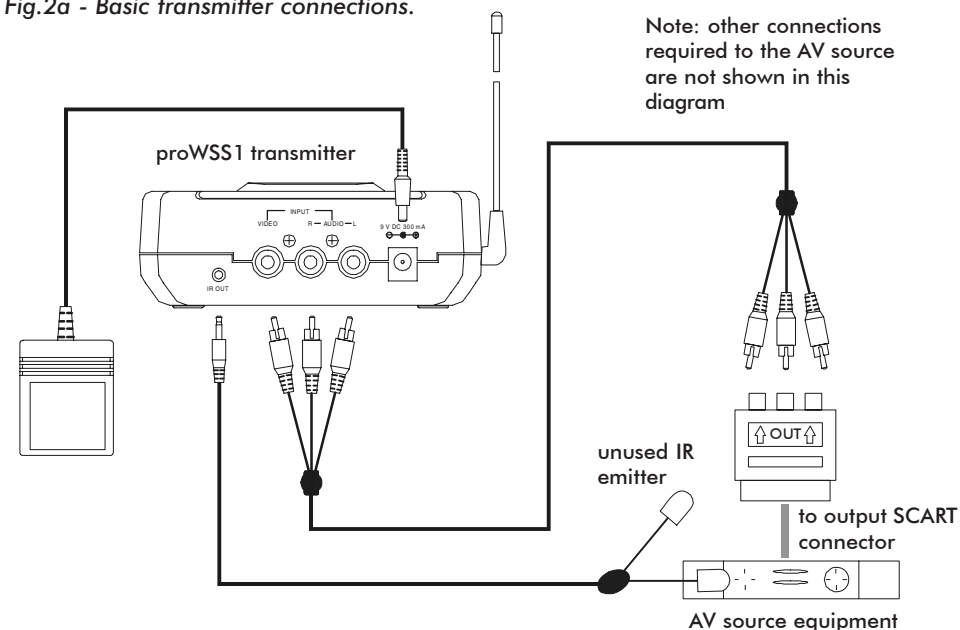 Fig.2a - Basic transmitter connections.
Note: other connections
required to the AV source
are not shown in this
diagram
proWSS1 transmitter
INPUT
VIDEO
R — AUDIO — L
9 V DC 300 mA
IR OUT
OUT
unused IR
emitter
to output SCART
connector
AV source equipment